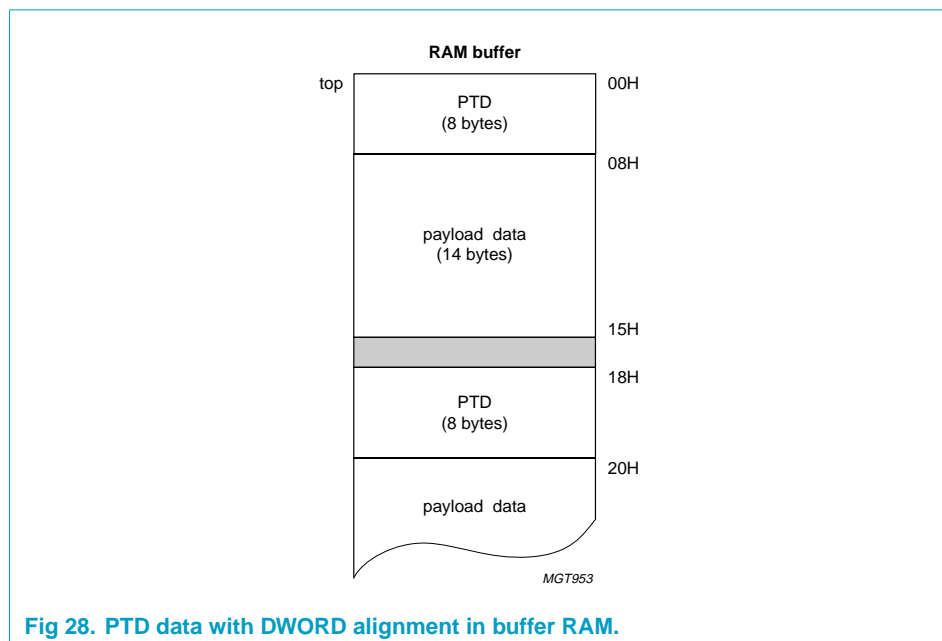 RAM buffer
top
00H
PTD
(8 bytes)
08H
payload data
(14 bytes)
15H
18H
PTD
(8 bytes)
20H
payload data
MGT953
Fig 28. PTD data with DWORD alignment in buffer RAM.